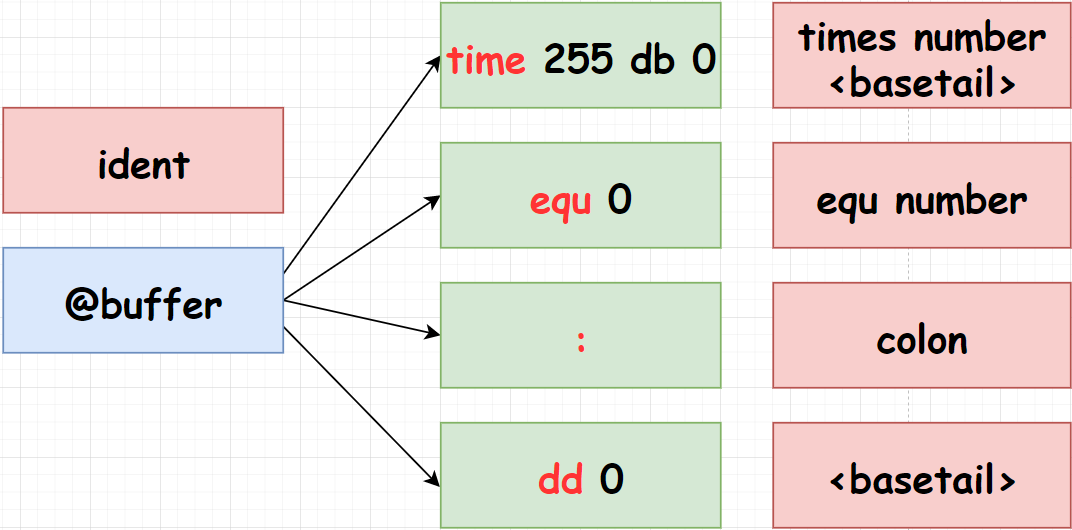 time 255 db 0
times number
<basetail>
ident
equ 0
equ number
@buffer
:
colon
dd 0
<basetail>